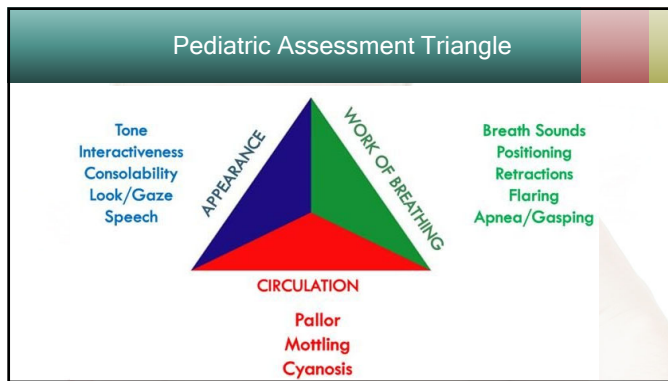 Pediatric Assessment Triangle
Tone
Interactiveness
Consolability
Look/Gaze
Speech
APPEARANCE
WORK OF BREATHING
Breath Sounds
Positioning
Retractions
Flaring
Apnea/Gasping
CIRCULATION
Pallor
Mottling
Cyanosis